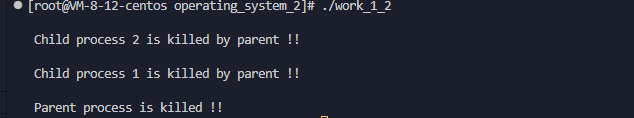 [root@VM-8-12-centos operating_system_2]# ./work_1_2
Child process 2 is killed by parent !!
Child process 1 is killed by parent !!
Parent process is killed !!